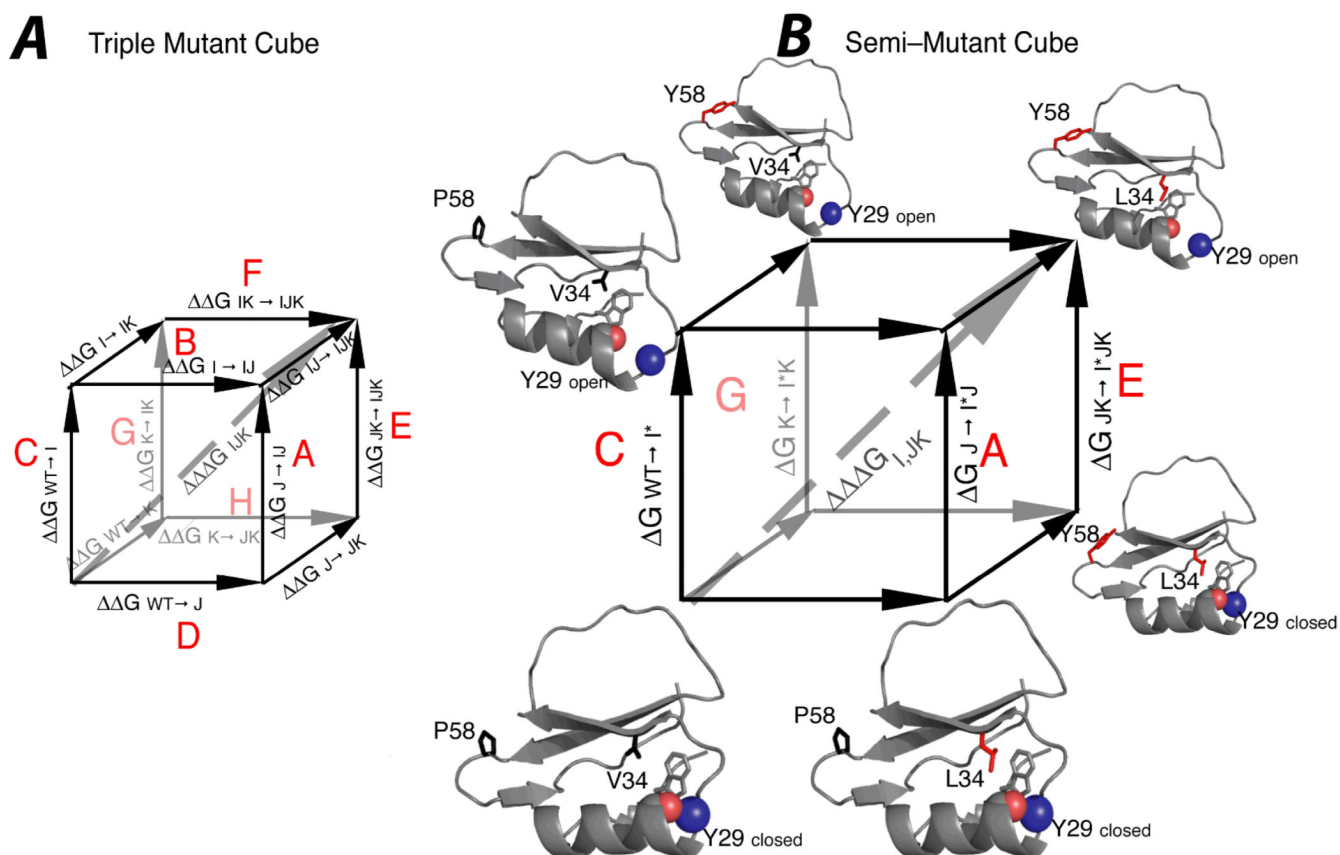 A Triple Mutant Cube
B Semi–Mutant Cube
Y58
V34
Y29 open
Y58
L34
Y29 open
P58
V34
Y29 open
F
ΔΔG IK → IJK
ΔΔG I→ IK
B
ΔΔG I → IJ
ΔΔG IJ→ IJK
C
ΔΔG WT→ I
G
ΔΔG K→ IK
ΔΔΔG IJK
A
ΔΔG J→ IJ
E
ΔΔG JK→ IJK
H
ΔΔG WT→ K
ΔΔG K→ JK
ΔΔG J→ JK
ΔΔG WT→ J
D
G
C
ΔG WT→ I*
ΔG K→ I*K
ΔΔΔG I,JK
ΔG J → I*J
A
ΔG JK→ I*JK
E
Y58
L34
Y29 closed
P58
V34
Y29 closed
P58
L34
Y29 closed